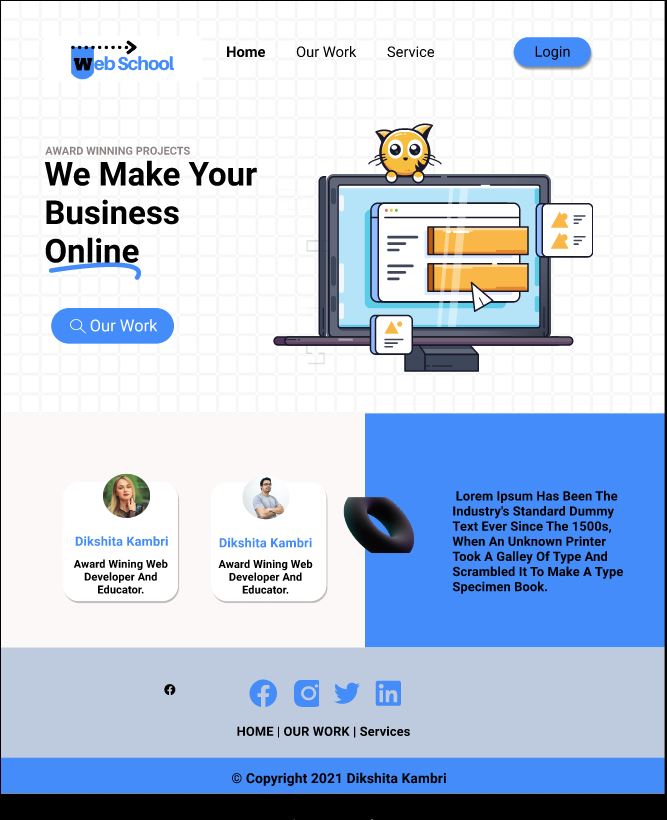 Web School
Home Our Work Service Login
AWARD WINNING PROJECTS
We Make Your
Business
Online
Our Work
Dikshita Kambri
Award Wining Web
Developer And
Educator.
Dikshita Kambri
Award Wining Web
Developer And
Educator.
Lorem Ipsum Has Been The
Industry's Standard Dummy
Text Ever Since The 1500s,
When An Unknown Printer
Took A Galley Of Type And
Scrambled It To Make A Type
Specimen Book.
HOME | OUR WORK | Services
© Copyright 2021 Dikshita Kambri